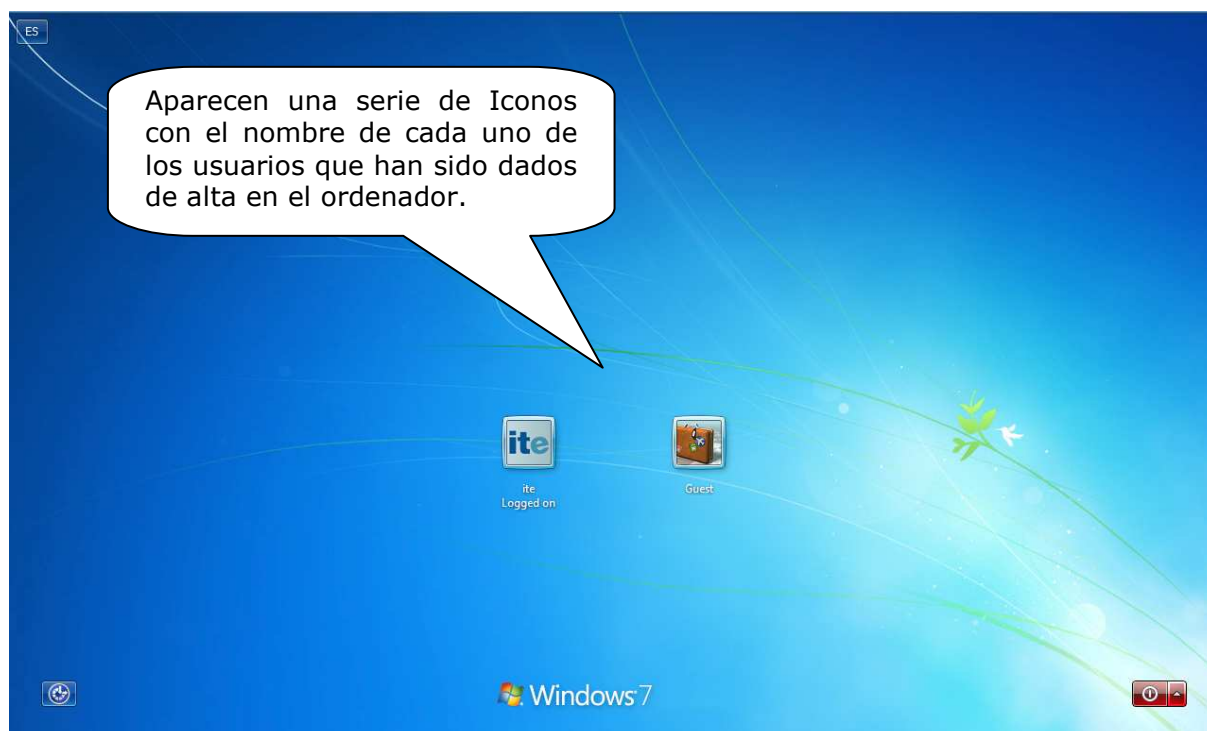 ES
Aparecen una serie de Iconos
con el nombre de cada uno de
los usuarios que han sido dados
de alta en el ordenador.
ite
ite
Logged on
Guest
Windows 7